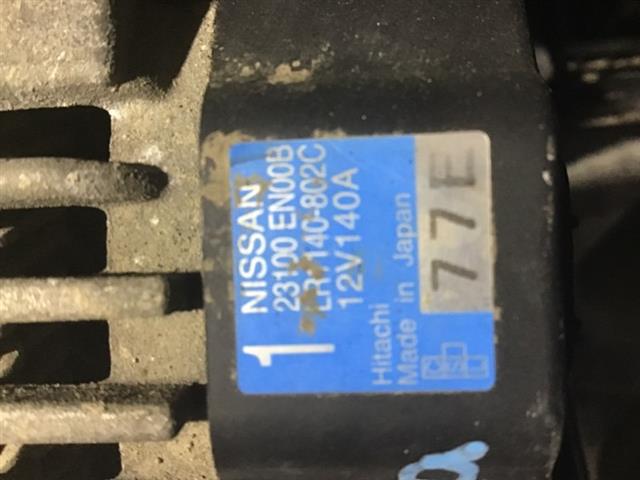 1
NISSAN
23100 EN00B
LR1140-802C
12V140A
Hitachi
Made in Japan
77E